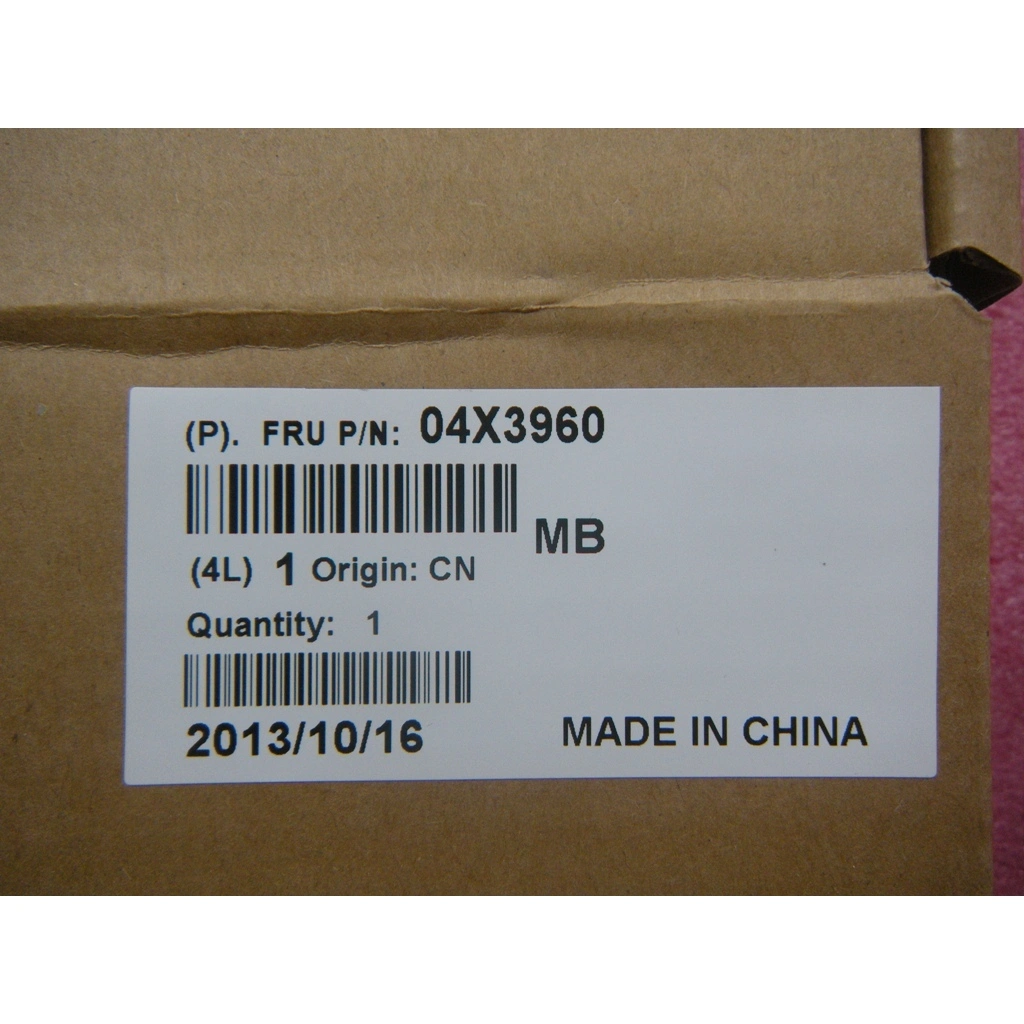 (P). FRU P/N: 04X3960
MB
(4L) 1 Origin: CN
Quantity: 1
2013/10/16 MADE IN CHINA